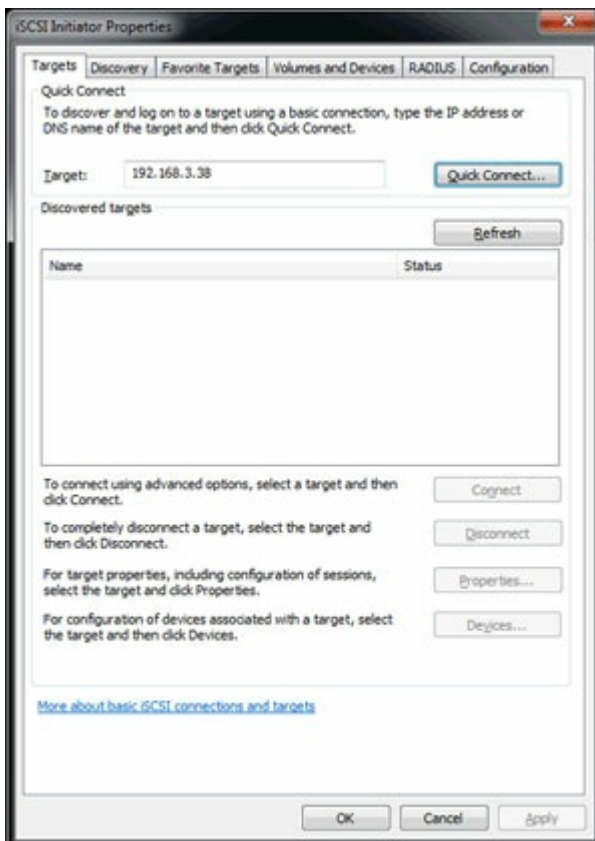 iSCSI Initiator Properties
Targets Discovery Favorite Targets Volumes and Devices RADIUS Configuration
Quick Connect
To discover and log on to a target using a basic connection, type the IP address or
DNS name of the target and then click Quick Connect.
Target: 192.168.3.38 Quick Connect...
Discovered targets
Refresh
Name Status
To connect using advanced options, select a target and then
click Connect.
Connect
To completely disconnect a target, select the target and
then click Disconnect.
Disconnect
For target properties, including configuration of sessions,
select the target and click Properties.
Properties...
For configuration of devices associated with a target, select
the target and then click Devices.
Devices...
More about basic iSCSI connections and targets
OK Cancel Apply